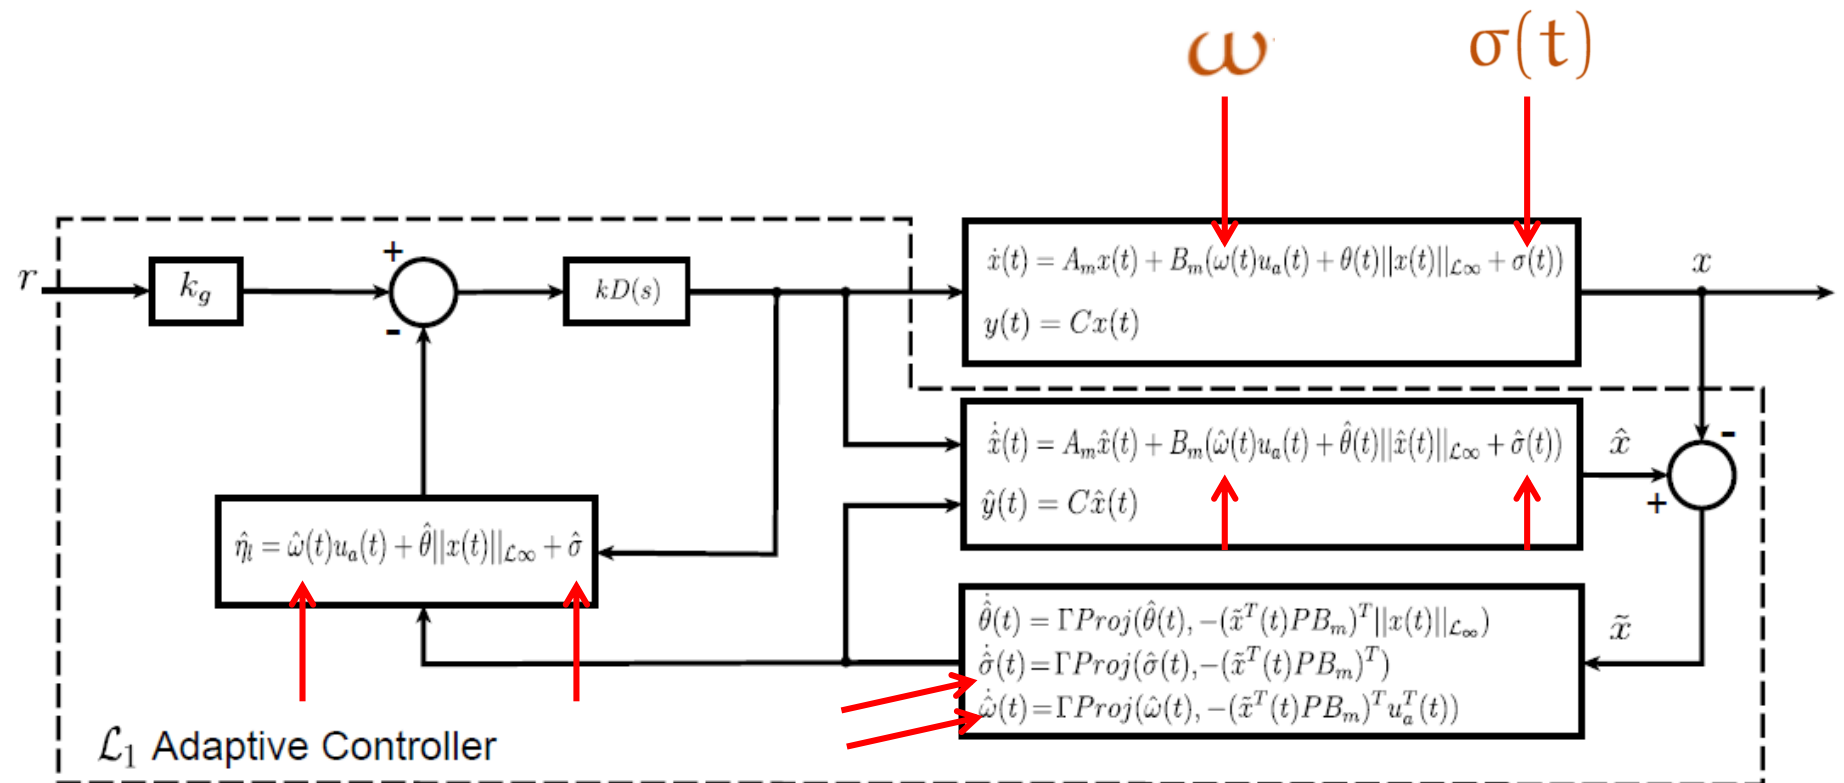 ω σ(t)
r
k_g
+
-
kD(s)
ẋ(t) = A_m x(t) + B_m(ω(t)u_a(t) + θ(t)||x(t)||_{ℒ∞} + σ(t))
y(t) = Cx(t)
x
-
+
x̂̇(t) = A_m x̂(t) + B_m(ω̂(t)u_a(t) + θ̂(t)||x̂(t)||_{ℒ∞} + σ̂(t))
ŷ(t) = Cx̂(t)
x̂
η̂_l = ω̂(t)u_a(t) + θ̂||x(t)||_{ℒ∞} + σ̂
θ̂̇(t) = ΓProj(θ̂(t), -(x̃^T(t)PB_m)^T||x(t)||_{ℒ∞})
σ̂̇(t) = ΓProj(σ̂(t), -(x̃^T(t)PB_m)^T)
ω̂̇(t) = ΓProj(ω̂(t), -(x̃^T(t)PB_m)^T u_a^T(t))
x̃
ℒ₁ Adaptive Controller